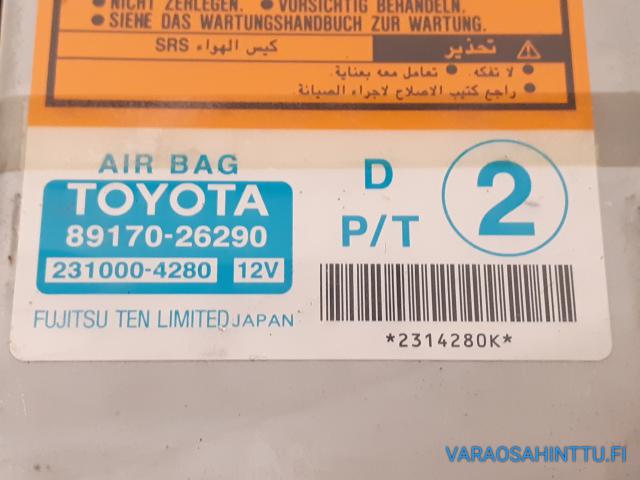 ● NICHT ZERLEGEN. ● VORSICHTIG BEHANDELN.
● SIEHE DAS WARTUNGSHANDBUCH ZUR WARTUNG.
تحذير كيس الهواء SRS
● لا تفكه. ● تعامل معه بعناية.
● راجع كتيب الاصلاح لاجراء الصيانة.
AIR BAG
TOYOTA
89170-26290
231000-4280 12V
FUJITSU TEN LIMITED JAPAN
D
P/T
2
*2314280K*
VARAOSAHINTTU.FI